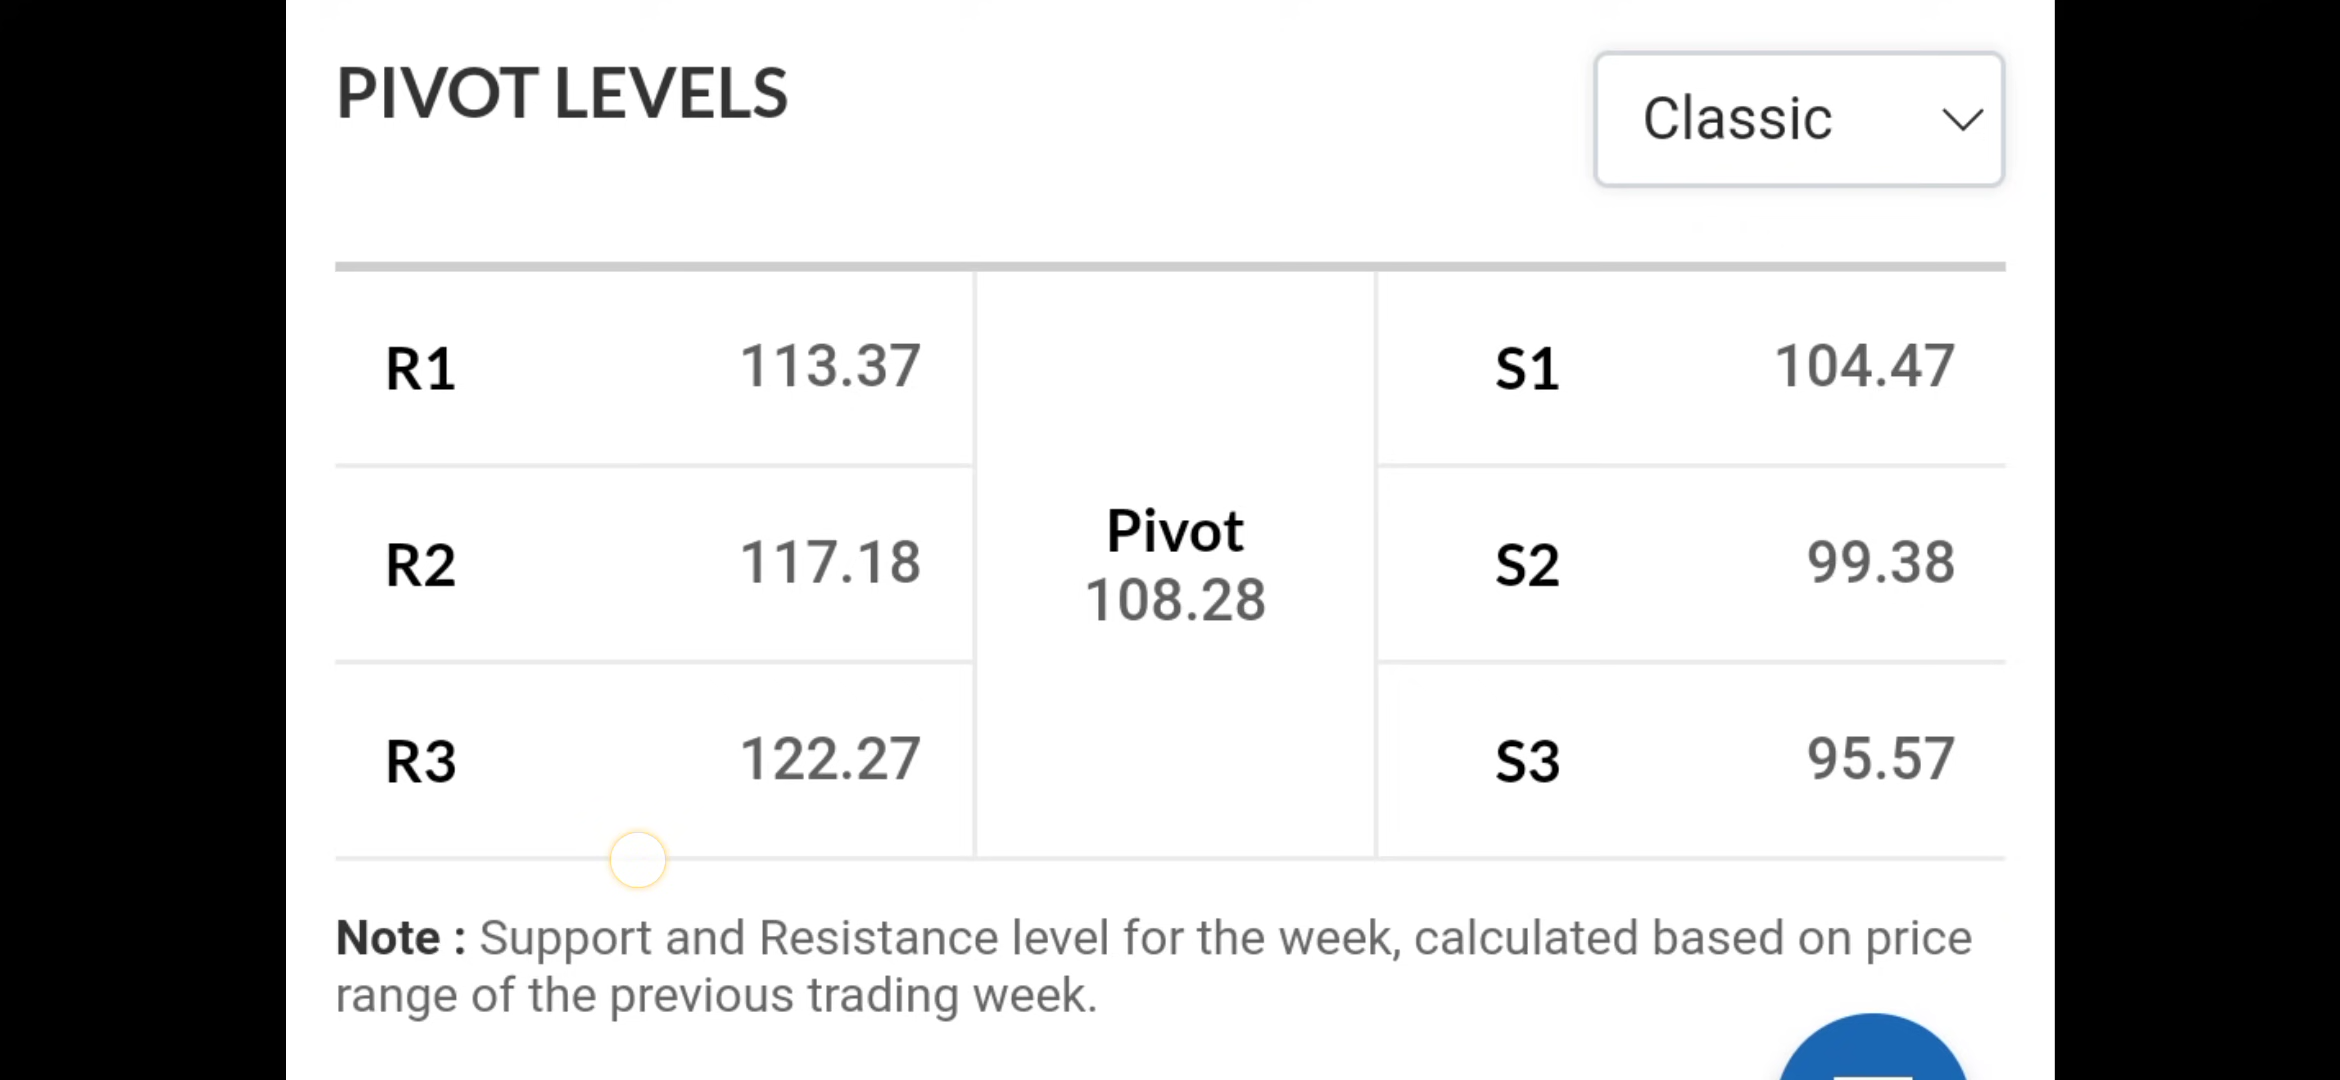 PIVOT LEVELS
Classic
R1 113.37
R2 117.18
R3 122.27
Pivot
108.28
S1 104.47
S2 99.38
S3 95.57
Note : Support and Resistance level for the week, calculated based on price
range of the previous trading week.